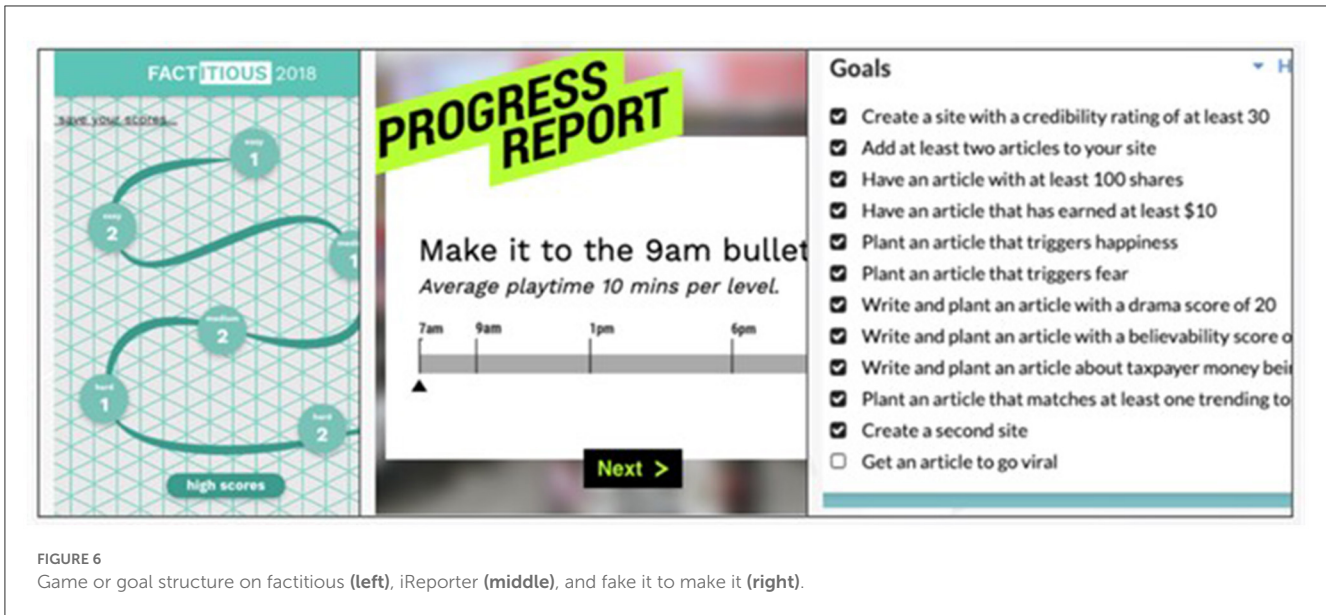 FACTITIOUS 2018
save your scores...
easy
1
easy
2
medium
2
hard
1
hard
2
high scores
PROGRESS
REPORT
Make it to the 9am bullet
Average playtime 10 mins per level.
7am 9am 1pm 6pm
Next >
Goals
Create a site with a credibility rating of at least 30
Add at least two articles to your site
Have an article with at least 100 shares
Have an article that has earned at least $10
Plant an article that triggers happiness
Plant an article that triggers fear
Write and plant an article with a drama score of 20
Write and plant an article with a believability score o
Write and plant an article about taxpayer money bei
Plant an article that matches at least one trending to
Create a second site
Get an article to go viral
FIGURE 6
Game or goal structure on factitious (left), iReporter (middle), and fake it to make it (right).